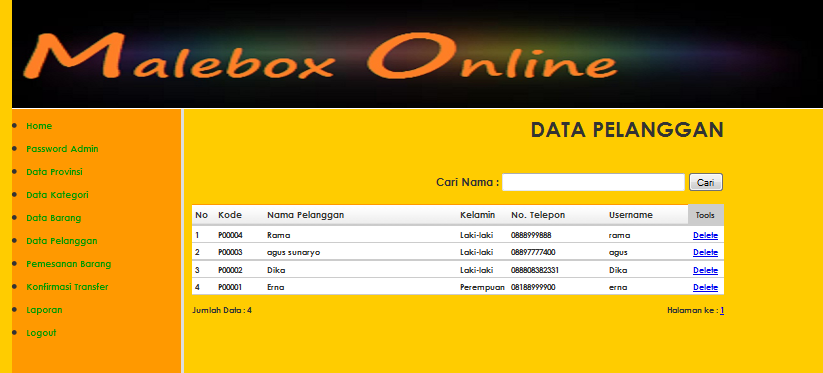 Malebox Online
Home
Password Admin
Data Provinsi
Data Kategori
Data Barang
Data Pelanggan
Pemesanan Barang
Konfirmasi Transfer
Laporan
Logout
DATA PELANGGAN
Cari Nama : Cari
No Kode Nama Pelanggan Kelamin No. Telepon Username Tools
1 P00004 Rama Laki-laki 0888999888 rama Delete
2 P00003 agus sunaryo Laki-laki 08897777400 agus Delete
3 P00002 Dika Laki-laki 088808382331 Dika Delete
4 P00001 Erna Perempuan 08188999900 erna Delete
Jumlah Data : 4 Halaman ke : 1